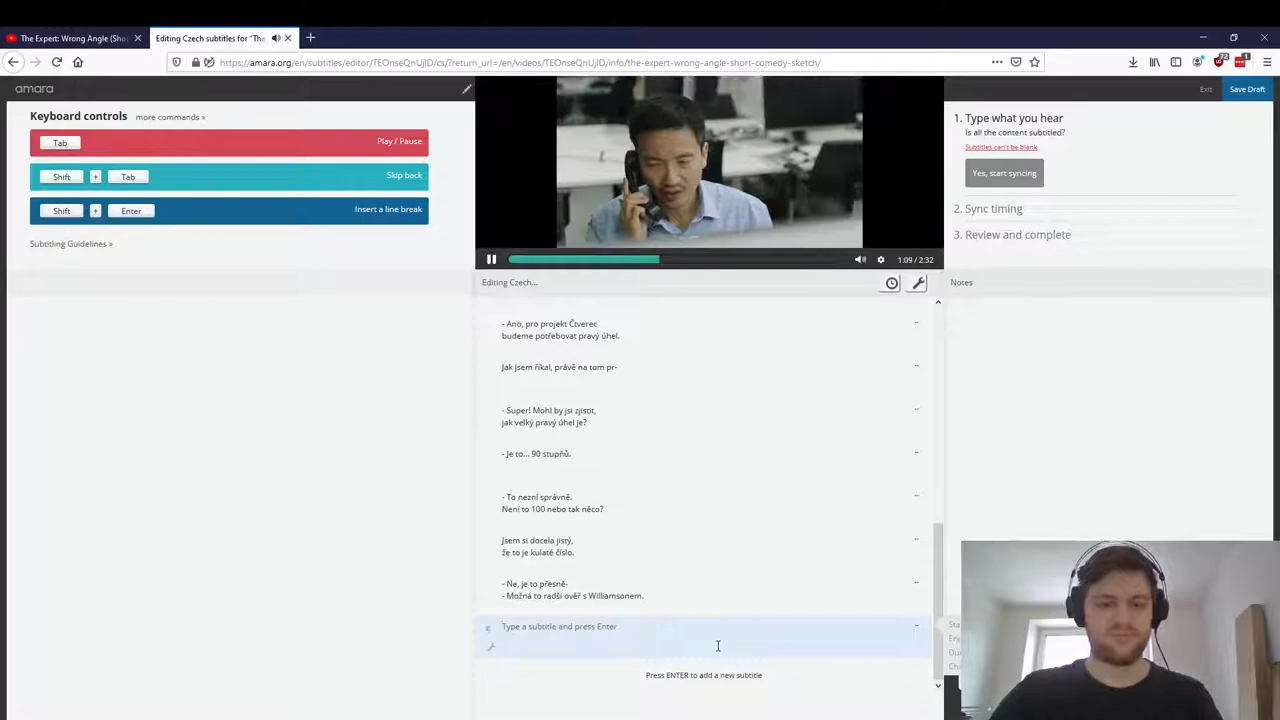 The Expert: Wrong Angle (Sho
Editing Czech subtitles for "The
https://amara.org/en/subtitles/editor/TEOnseQnUjID/cs/?return_url=/en/videos/TEOnseQnUjID/info/the-expert-wrong-angle-short-comedy-sketch/
amara
Exit
Save Draft
Keyboard controls
more commands »
Tab
Play / Pause
Shift + Tab
Skip back
Shift + Enter
Insert a line break
Subtitling Guidelines »
1:09 / 2:32
Editing Czech...
- Ano, pro projekt Čtverec
budeme potřebovat pravý úhel.
Jak jsem říkal, právě na tom pr-
- Super! Mohl by jsi zjistit,
jak velký pravý úhel je?
- Je to... 90 stupňů.
- To nezní správně.
Není to 100 nebo tak něco?
Jsem si docela jistý,
že to je kulaté číslo.
- Ne, je to přesně-
- Možná to radši ověř s Williamsonem.
Type a subtitle and press Enter
Press ENTER to add a new subtitle
1. Type what you hear
Is all the content subtitled?
Subtitles can't be blank
Yes, start syncing
2. Sync timing
3. Review and complete
Notes